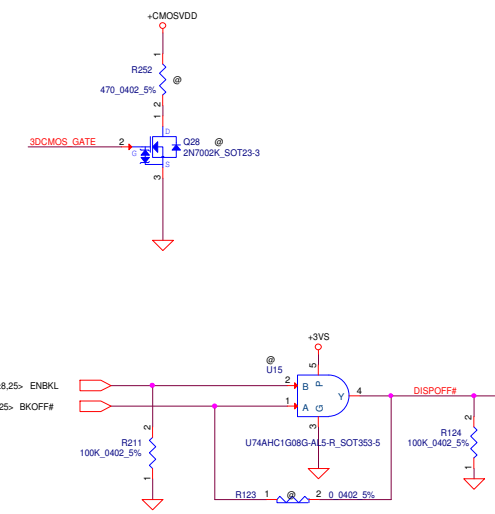 +CMOSVDD
1
R252
@
470_0402_5%
2
1
D
3DCMOS_GATE
2
G
Q28
@
2N7002K_SOT23-3
S
3
+3VS
@
U15
5
8,25> ENBKL
2
B
P
Y
4
DISPOFF#
25> BKOFF#
1
A
G
3
U74AHC1G08G-AL5-R_SOT353-5
2
R211
100K_0402_5%
1
2
R124
100K_0402_5%
1
R123
1
@
2
0_0402_5%